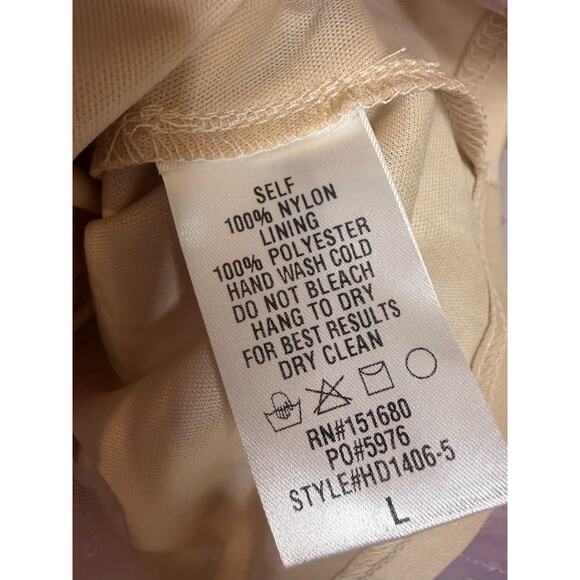 SELF
100% NYLON
LINING
100% POLYESTER
HAND WASH COLD
DO NOT BLEACH
HANG TO DRY
FOR BEST RESULTS
DRY CLEAN
RN#151680
PO#5976
STYLE#HD1406-5
L